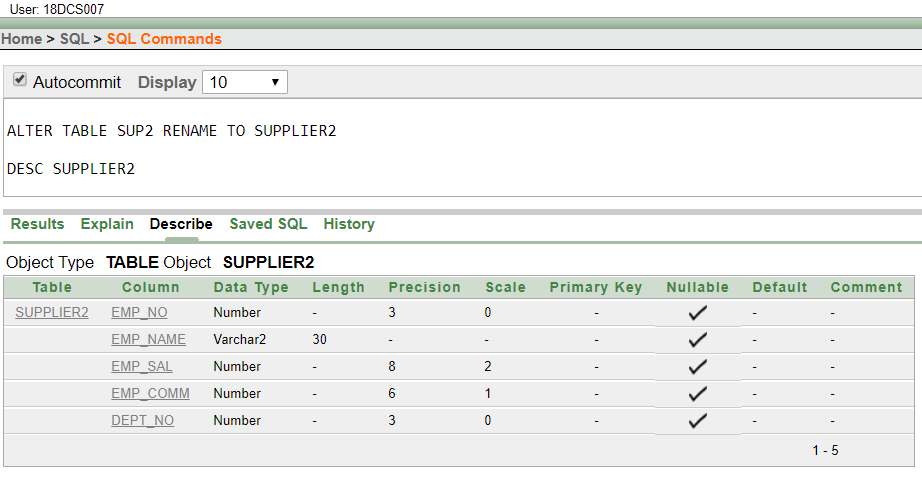 User: 18DCS007
Home > SQL > SQL Commands
Autocommit Display 10
ALTER TABLE SUP2 RENAME TO SUPPLIER2
DESC SUPPLIER2
Results Explain Describe Saved SQL History
Object Type TABLE Object SUPPLIER2
Table Column Data Type Length Precision Scale Primary Key Nullable Default Comment
SUPPLIER2 EMP_NO Number - 3 0 - - -
EMP_NAME Varchar2 30 - - - - -
EMP_SAL Number - 8 2 - - -
EMP_COMM Number - 6 1 - - -
DEPT_NO Number - 3 0 - - -
1 - 5